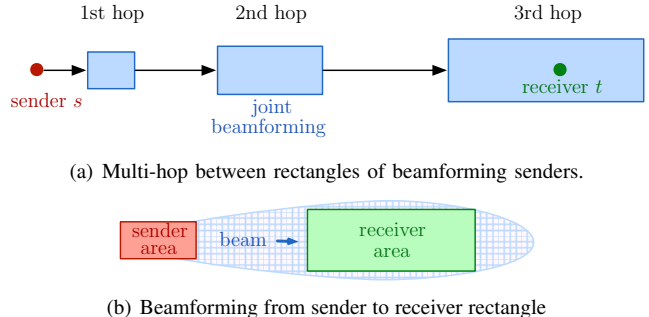 1st hop 2nd hop 3rd hop
sender s
joint
beamforming
receiver t
(a) Multi-hop between rectangles of beamforming senders.
sender
area
beam
receiver
area
(b) Beamforming from sender to receiver rectangle